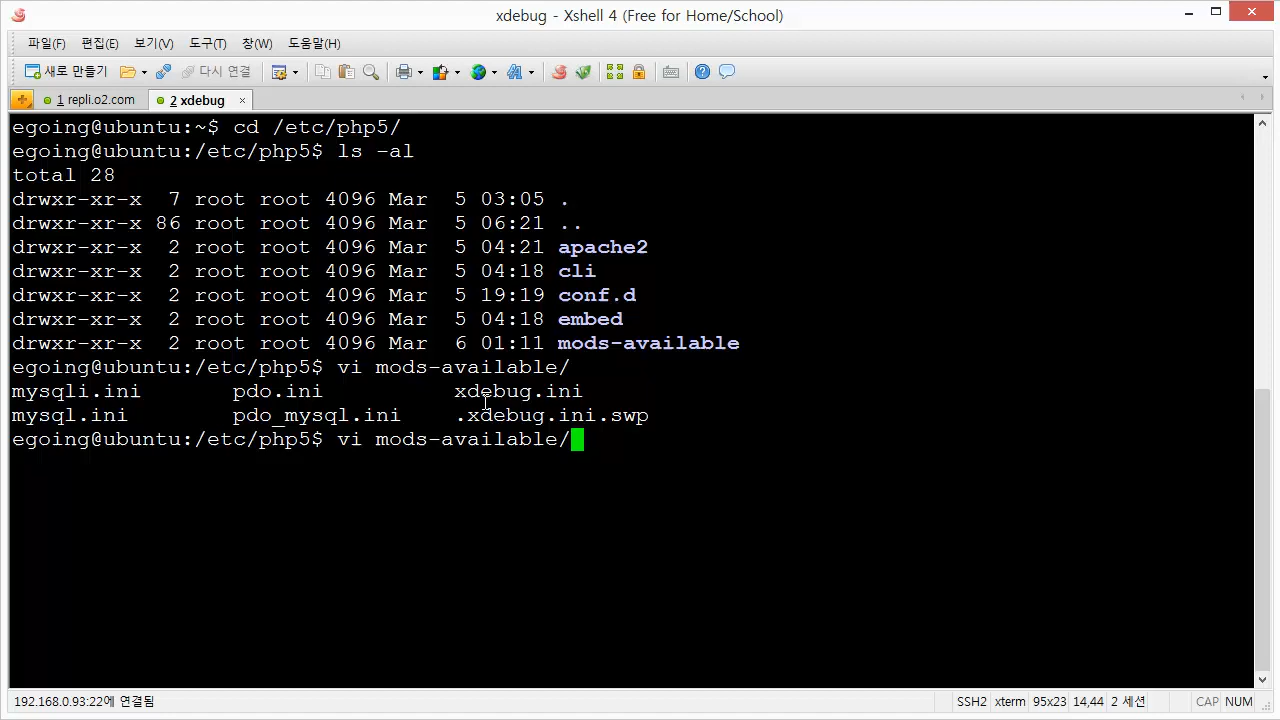 xdebug - Xshell 4 (Free for Home/School)
파일(F) 편집(E) 보기(V) 도구(T) 창(W) 도움말(H)
새로 만들기 다시 연결
1 repli.o2.com 2 xdebug
egoing@ubuntu:~$ cd /etc/php5/
egoing@ubuntu:/etc/php5$ ls -al
total 28
drwxr-xr-x  7 root root 4096 Mar  5 03:05 .
drwxr-xr-x 86 root root 4096 Mar  5 06:21 ..
drwxr-xr-x  2 root root 4096 Mar  5 04:21 apache2
drwxr-xr-x  2 root root 4096 Mar  5 04:18 cli
drwxr-xr-x  2 root root 4096 Mar  5 19:19 conf.d
drwxr-xr-x  2 root root 4096 Mar  5 04:18 embed
drwxr-xr-x  2 root root 4096 Mar  6 01:11 mods-available
egoing@ubuntu:/etc/php5$ vi mods-available/
mysqli.ini       pdo.ini          xdebug.ini
mysql.ini        pdo_mysql.ini    .xdebug.ini.swp
egoing@ubuntu:/etc/php5$ vi mods-available/
192.168.0.93:22에 연결됨 SSH2 xterm 95x23 14,44 2 세션 CAP NUM